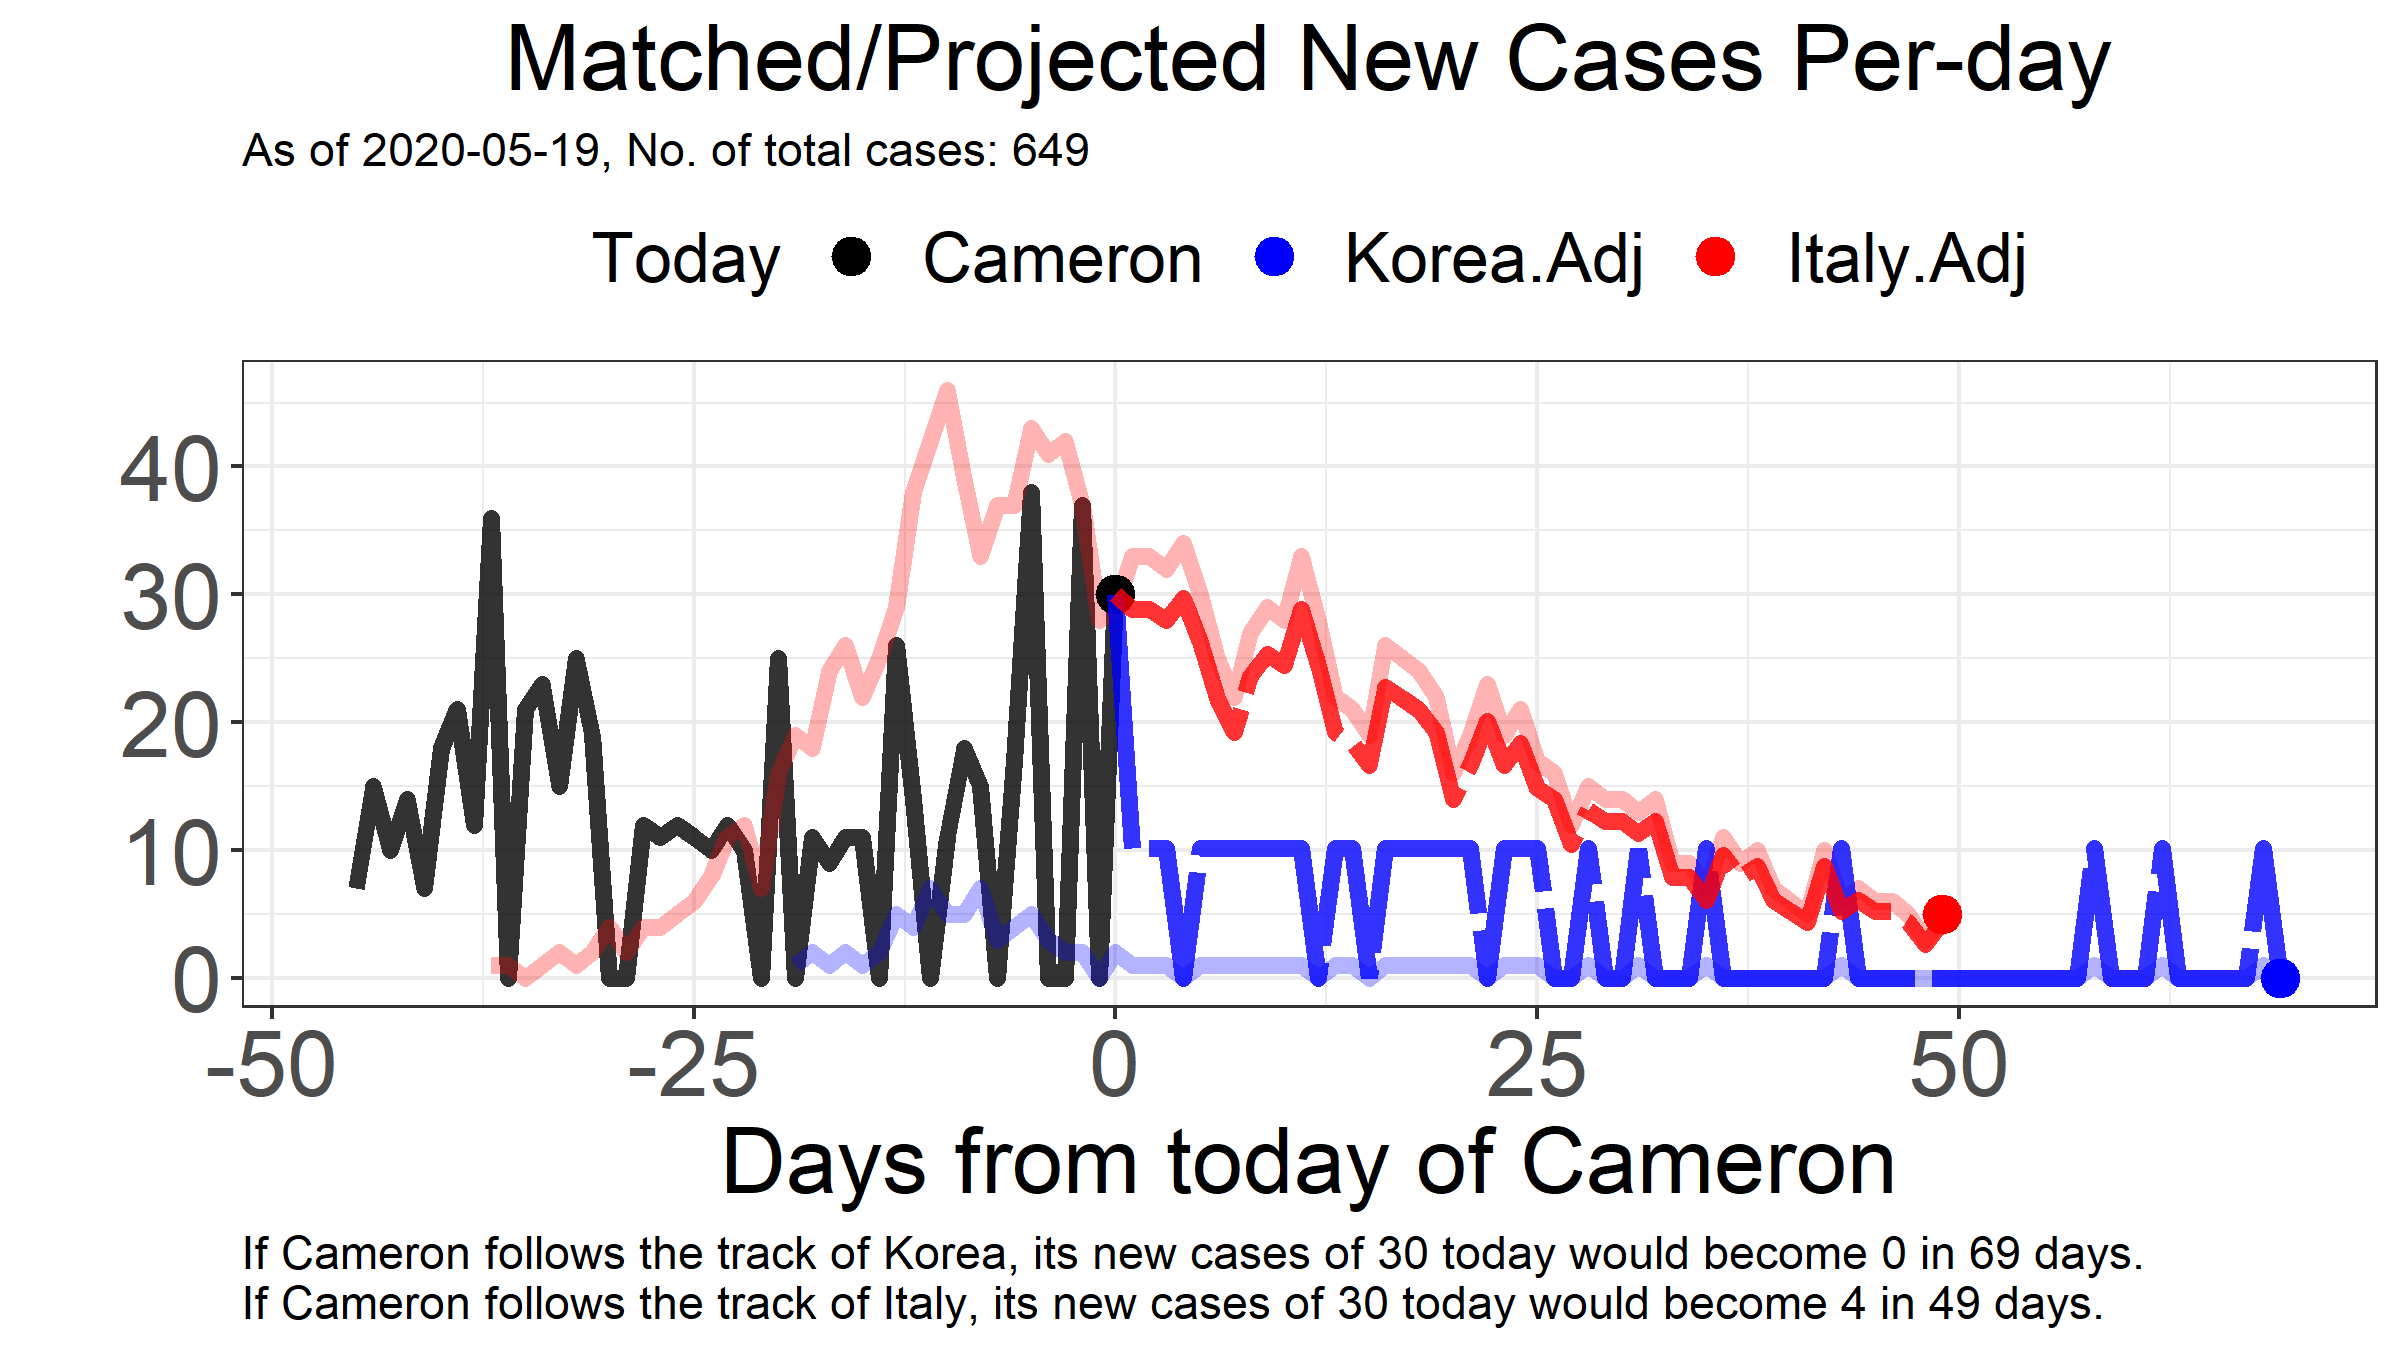 Matched/Projected New Cases Per-day
As of 2020-05-19, No. of total cases: 649
Today Cameron Korea.Adj Italy.Adj
40
30
20
10
0
-50 -25 0 25 50
Days from today of Cameron
If Cameron follows the track of Korea, its new cases of 30 today would become 0 in 69 days.
If Cameron follows the track of Italy, its new cases of 30 today would become 4 in 49 days.